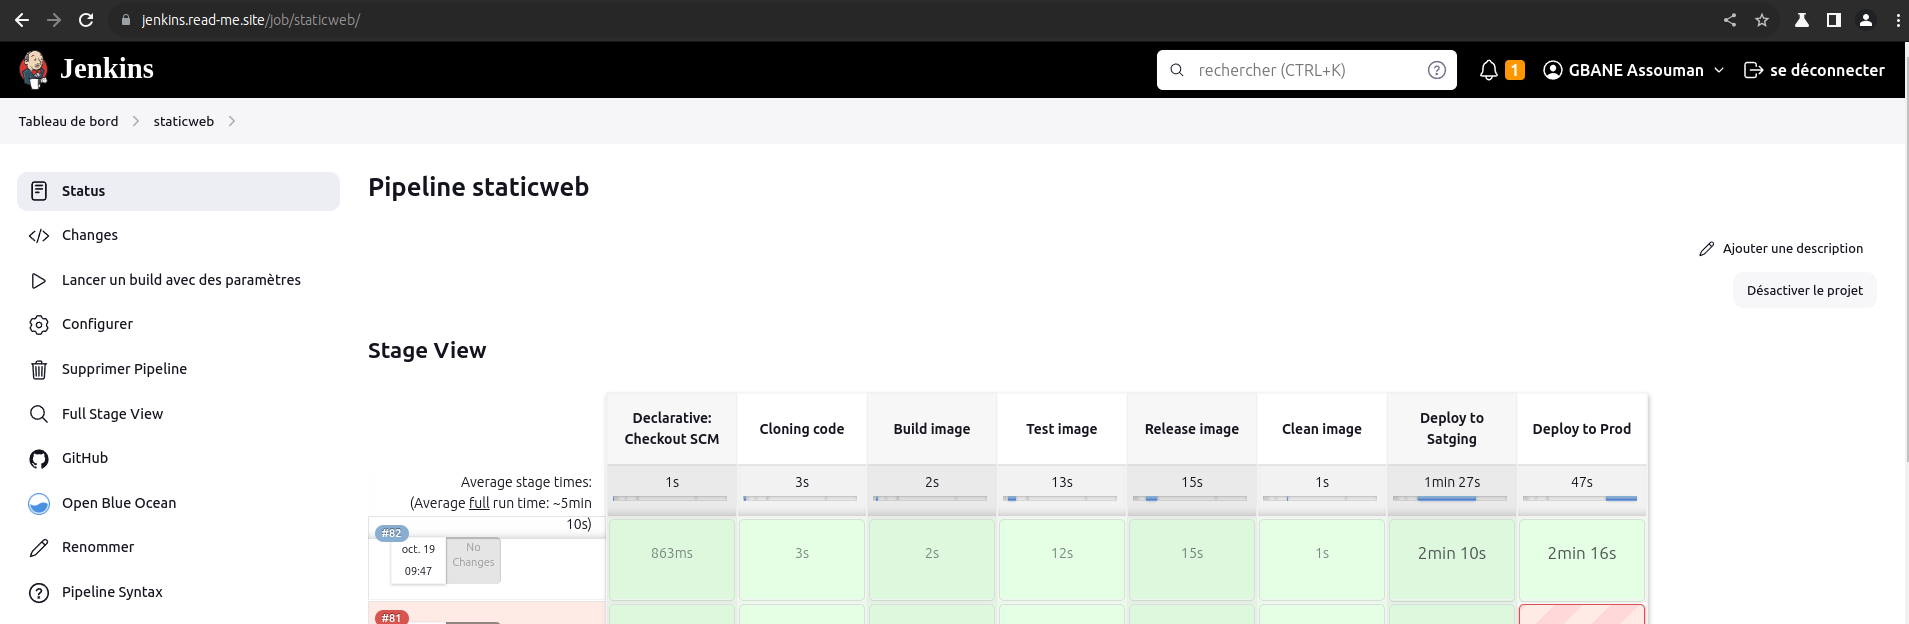 jenkins.read-me.site/job/staticweb/
Jenkins
rechercher (CTRL+K)
1
GBANE Assouman
se déconnecter
Tableau de bord
staticweb
Status
Changes
Lancer un build avec des paramètres
Configurer
Supprimer Pipeline
Full Stage View
GitHub
Open Blue Ocean
Renommer
Pipeline Syntax
Pipeline staticweb
Ajouter une description
Désactiver le projet
Stage View
Declarative:
Checkout SCM
Cloning code
Build image
Test image
Release image
Clean image
Deploy to
Satging
Deploy to Prod
Average stage times:
(Average full run time: ~5min
10s)
1s
3s
2s
13s
15s
1s
1min 27s
47s
#82
oct. 19
09:47
No
Changes
863ms
3s
2s
12s
15s
1s
2min 10s
2min 16s
#81